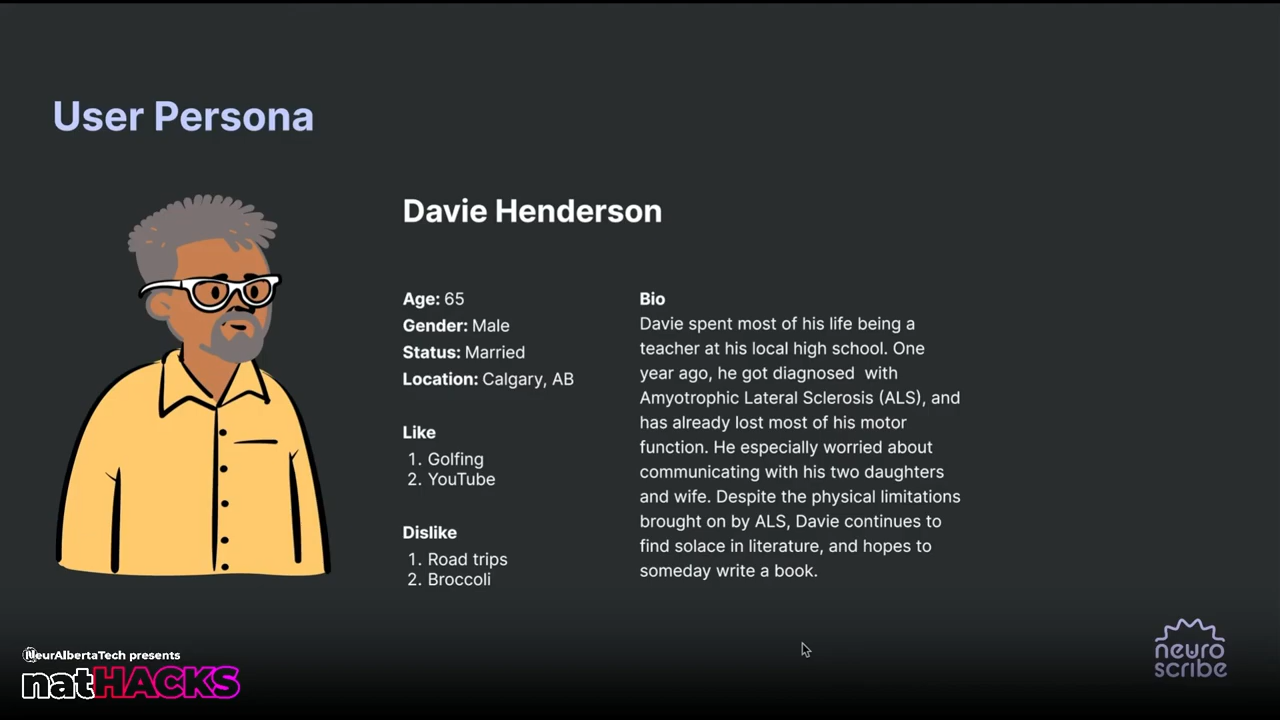 User Persona
Davie Henderson
Age: 65
Gender: Male
Status: Married
Location: Calgary, AB
Like
1. Golfing
2. YouTube
Dislike
1. Road trips
2. Broccoli
Bio
Davie spent most of his life being a
teacher at his local high school. One
year ago, he got diagnosed  with
Amyotrophic Lateral Sclerosis (ALS), and
has already lost most of his motor
function. He especially worried about
communicating with his two daughters
and wife. Despite the physical limitations
brought on by ALS, Davie continues to
find solace in literature, and hopes to
someday write a book.
NeurAlbertaTech presents
natHACKS
neuro
scribe